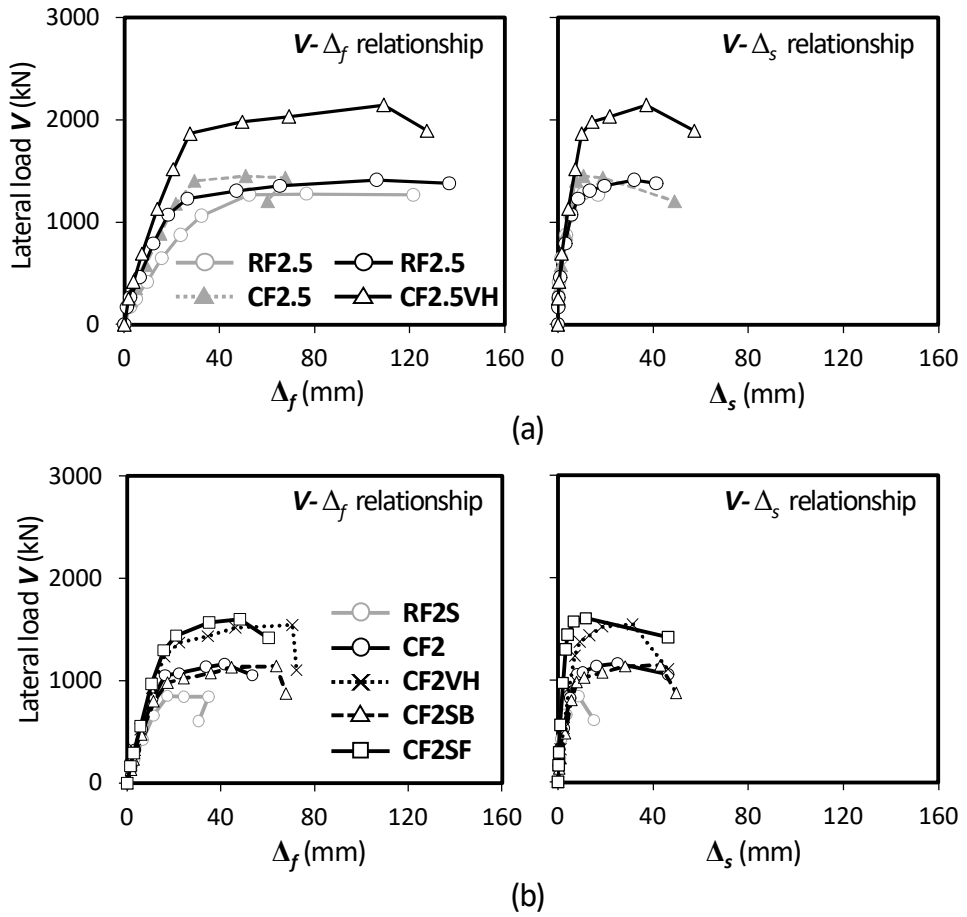 V- Δf relationship
3000
2000
1000
0
Lateral load V (kN)
RF2.5 RF2.5
CF2.5 CF2.5VH
0 40 80 120 160
Δf (mm)
V- Δs relationship
0 40 80 120 160
Δs (mm)
(a)
V- Δf relationship
3000
2000
1000
0
Lateral load V (kN)
RF2S
CF2
CF2VH
CF2SB
CF2SF
0 40 80 120 160
Δf (mm)
V- Δs relationship
0 40 80 120 160
Δs (mm)
(b)